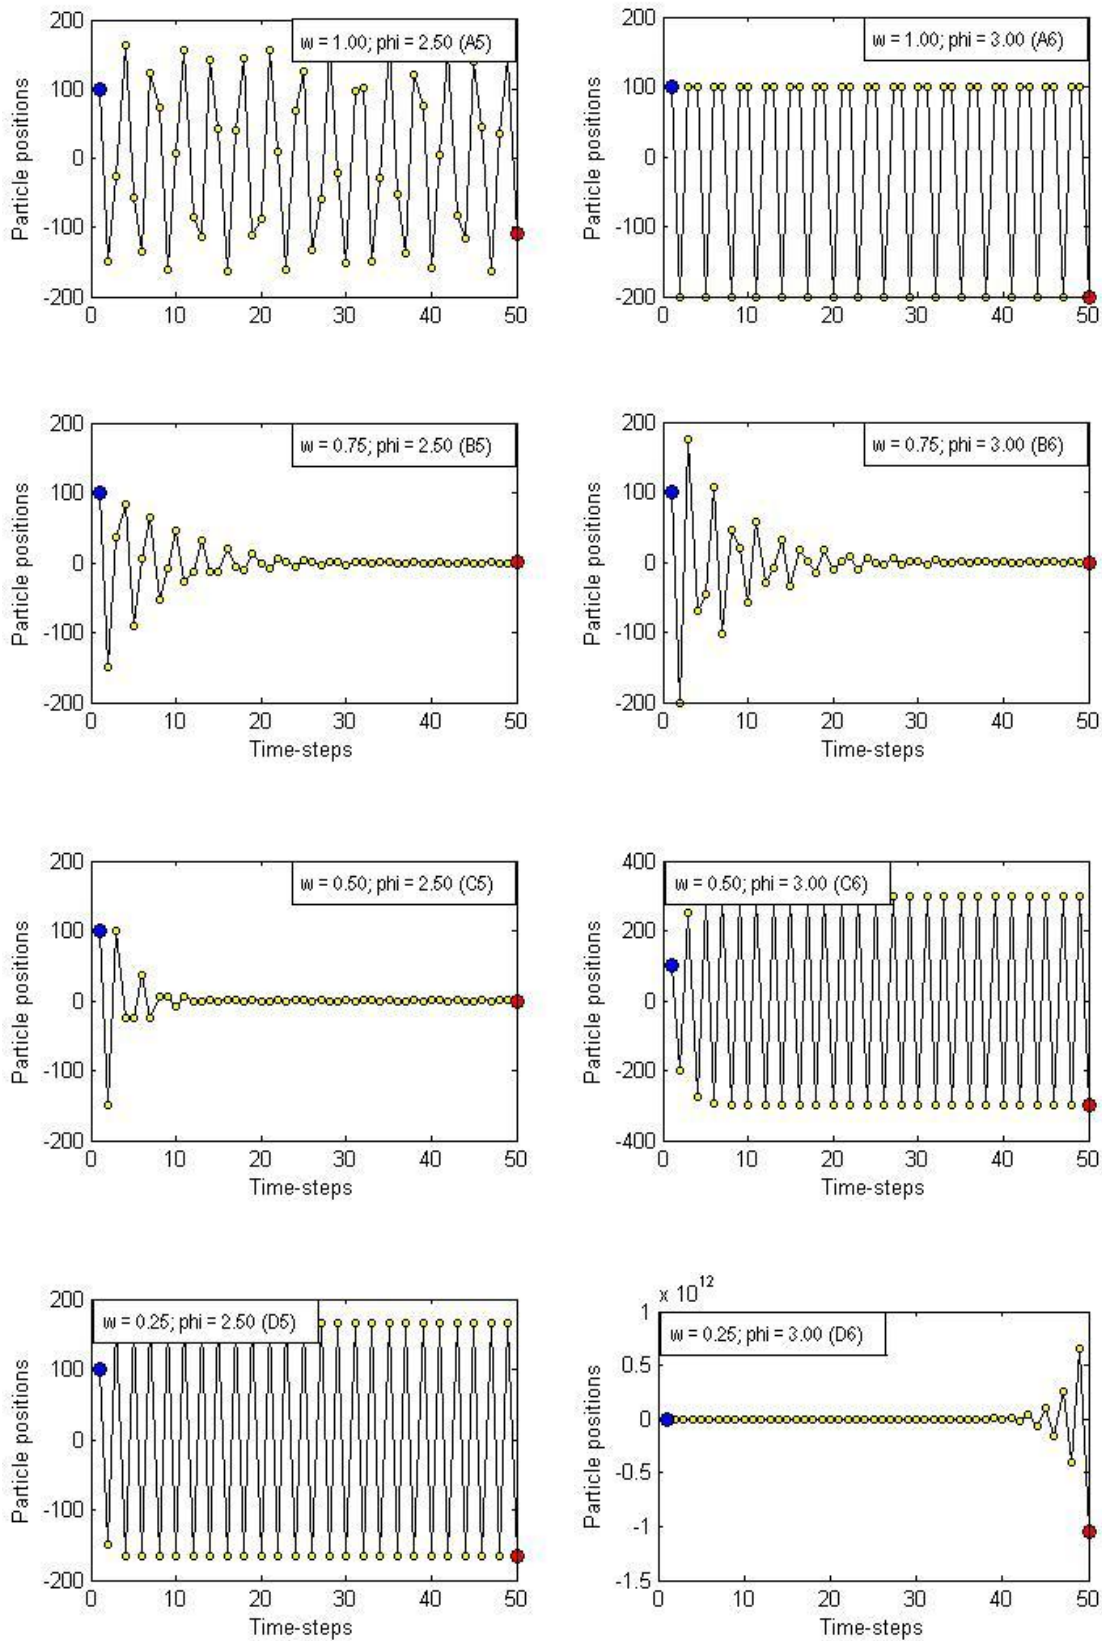 200
w = 1.00; phi = 2.50 (A5)
100
0
-100
-200
0 10 20 30 40 50
Particle positions
200
w = 1.00; phi = 3.00 (A6)
100
0
-100
-200
0 10 20 30 40 50
Particle positions
200
w = 0.75; phi = 2.50 (B5)
100
0
-100
-200
0 10 20 30 40 50
Particle positions
Time-steps
200
w = 0.75; phi = 3.00 (B6)
100
0
-100
-200
0 10 20 30 40 50
Particle positions
Time-steps
200
w = 0.50; phi = 2.50 (C5)
100
0
-100
-200
0 10 20 30 40 50
Particle positions
Time-steps
400
w = 0.50; phi = 3.00 (C6)
200
0
-200
-400
0 10 20 30 40 50
Particle positions
Time-steps
200
w = 0.25; phi = 2.50 (D5)
100
0
-100
-200
0 10 20 30 40 50
Particle positions
Time-steps
x 10^12
1
w = 0.25; phi = 3.00 (D6)
0.5
0
-0.5
-1
-1.5
0 10 20 30 40 50
Particle positions
Time-steps